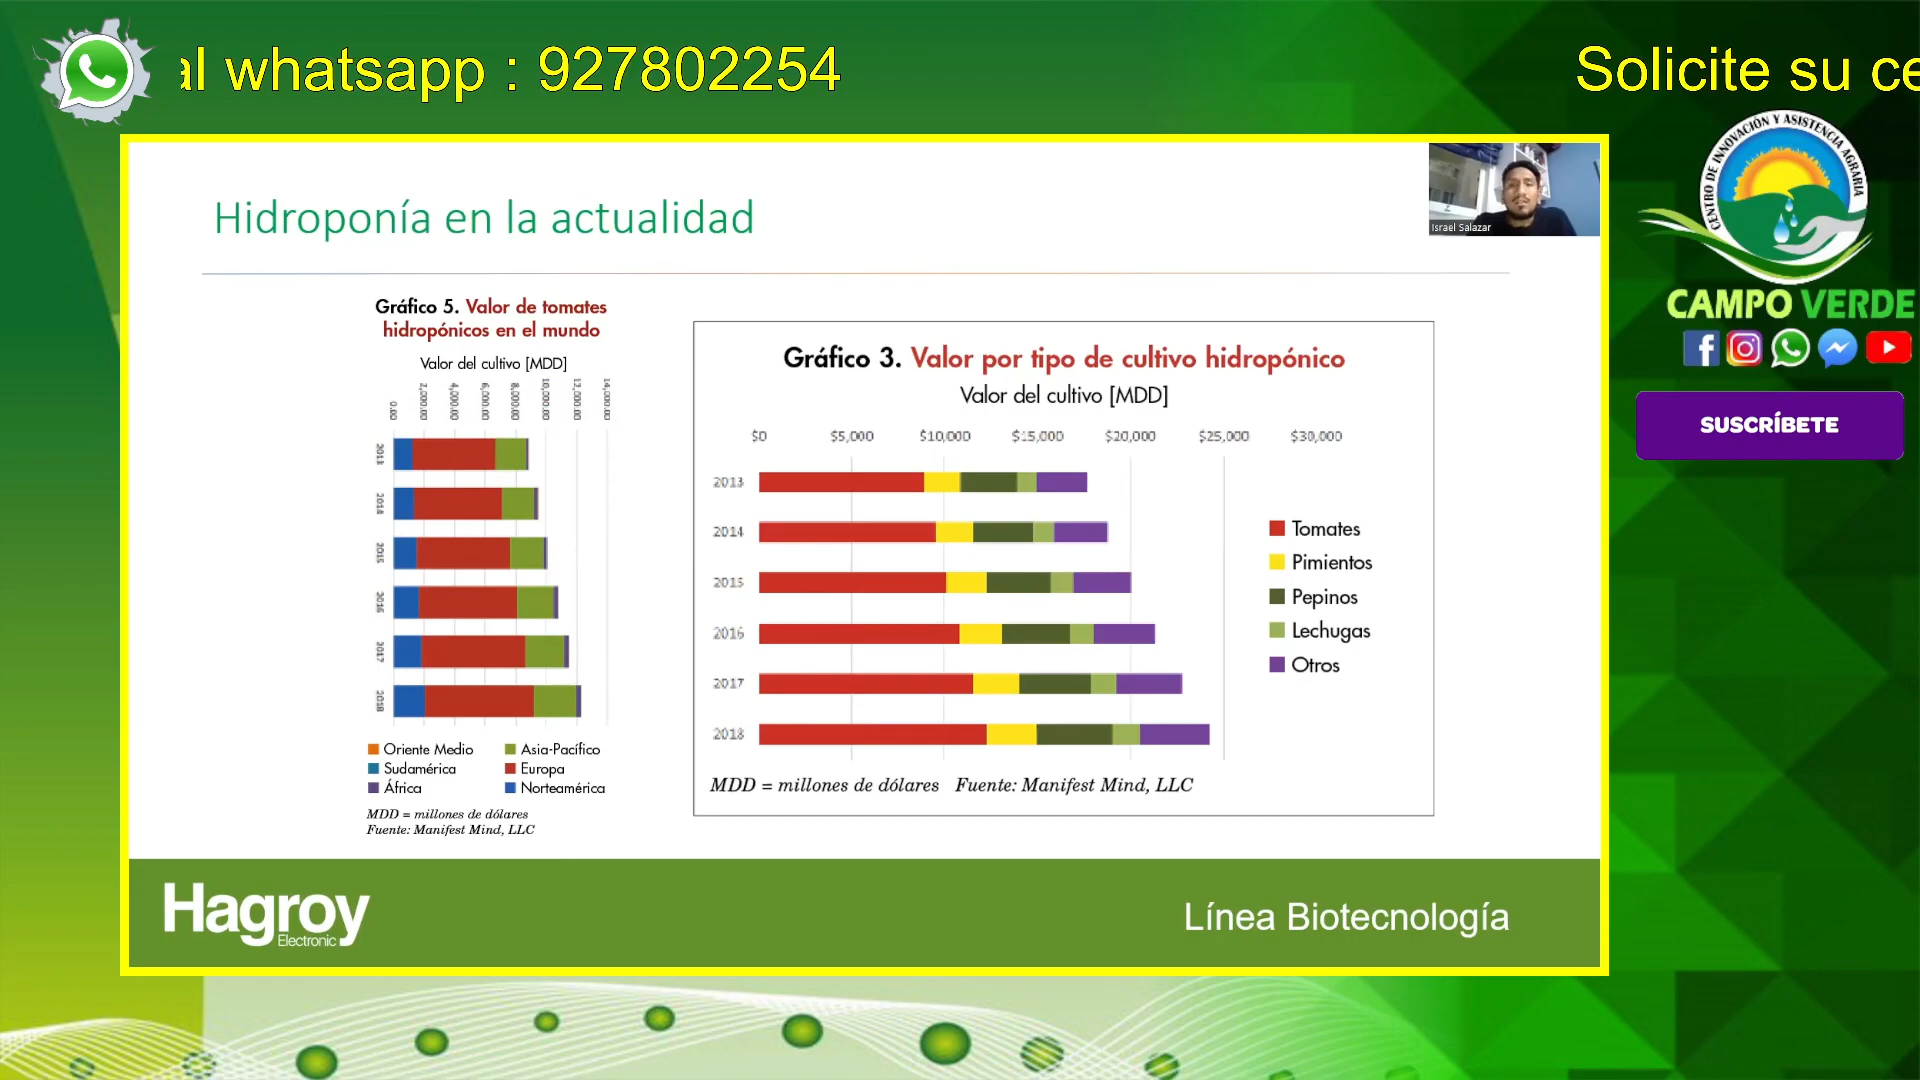 al whatsapp : 927802254
Solicite su ce
CENTRO DE INNOVACIÓN Y ASISTENCIA AGRARIA
CAMPO VERDE
SUSCRÍBETE
Israel Salazar
Hidroponía en la actualidad
Gráfico 5. Valor de tomates
hidropónicos en el mundo
Valor del cultivo [MDD]
0.00 2,000.00 4,000.00 6,000.00 8,000.00 10,000.00 12,000.00 14,000.00
2013
2014
2015
2016
2017
2018
Oriente Medio Asia-Pacífico
Sudamérica Europa
África Norteamérica
MDD = millones de dólares
Fuente: Manifest Mind, LLC
Gráfico 3. Valor por tipo de cultivo hidropónico
Valor del cultivo [MDD]
$0 $5,000 $10,000 $15,000 $20,000 $25,000 $30,000
2013
2014
2015
2016
2017
2018
Tomates
Pimientos
Pepinos
Lechugas
Otros
MDD = millones de dólares Fuente: Manifest Mind, LLC
Hagroy
Electronic
Línea Biotecnología